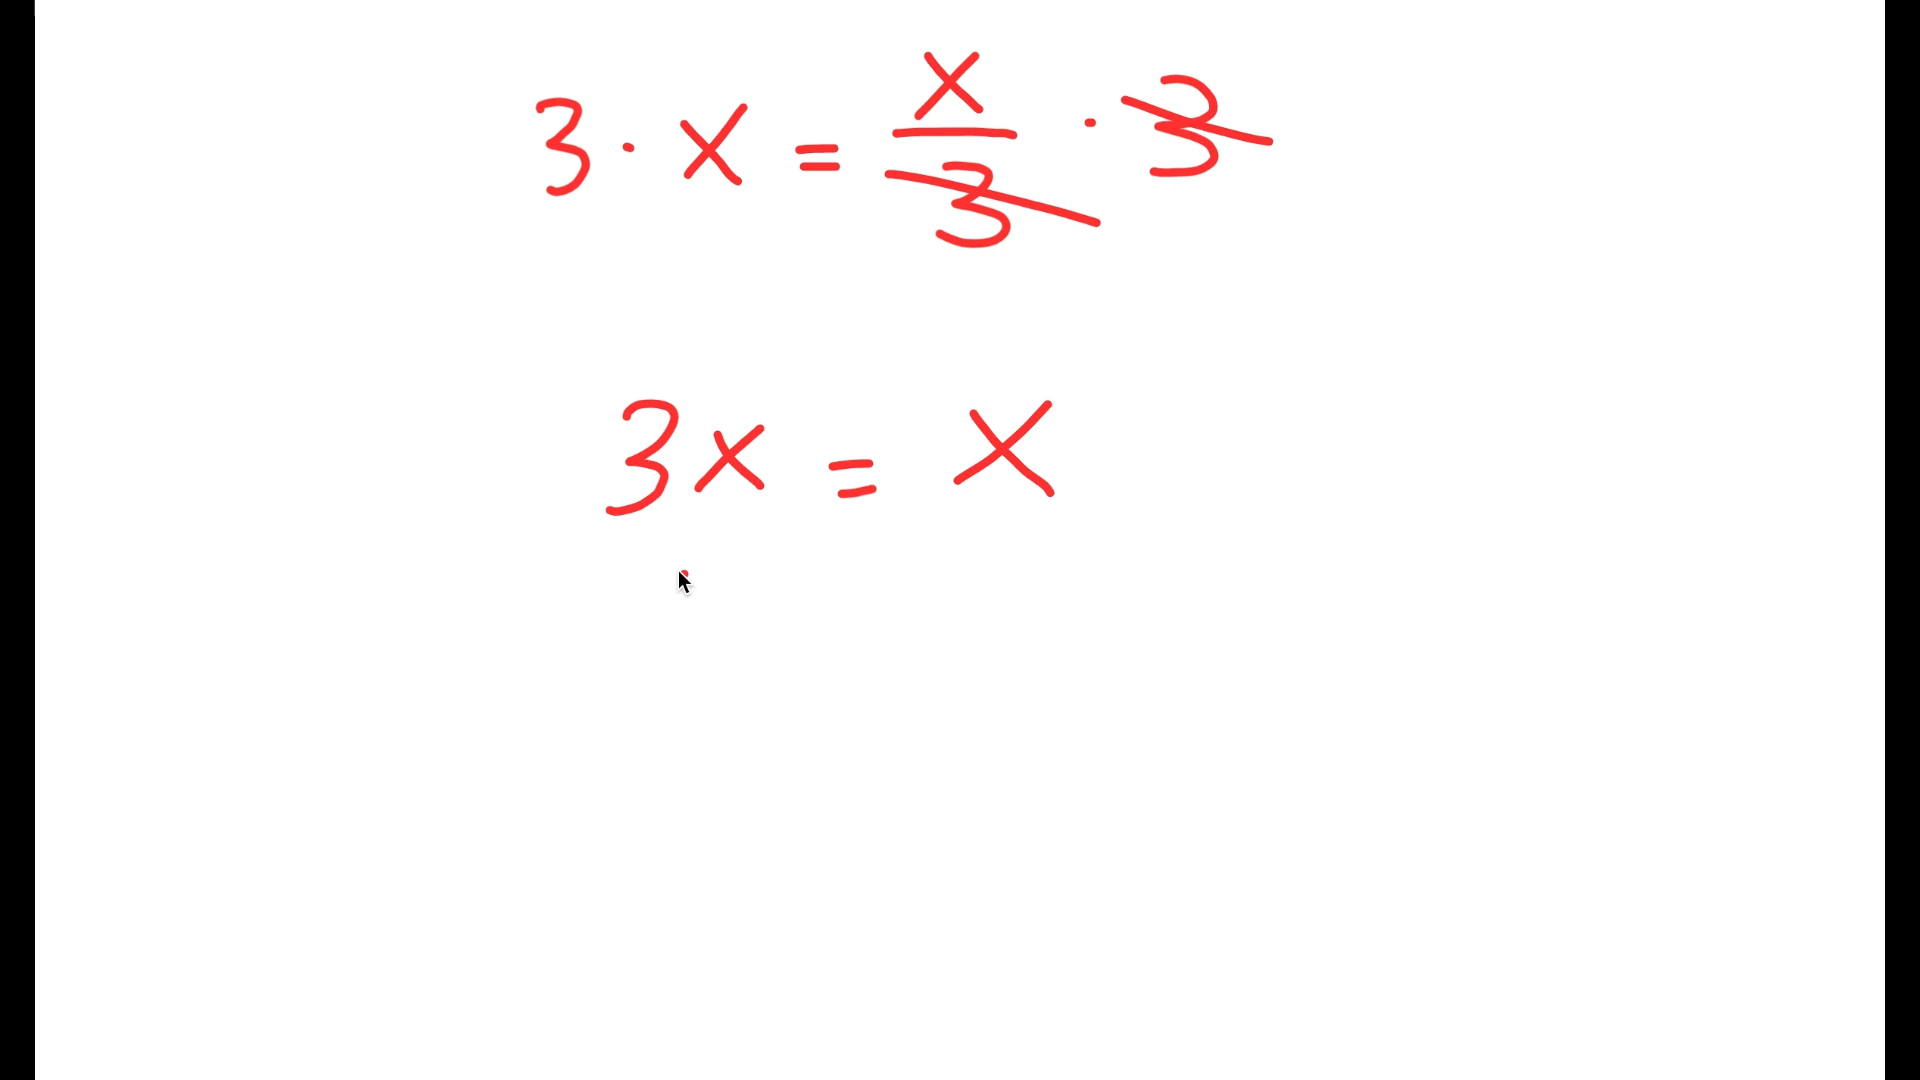 3 · x = x/3 · 3
3x = x